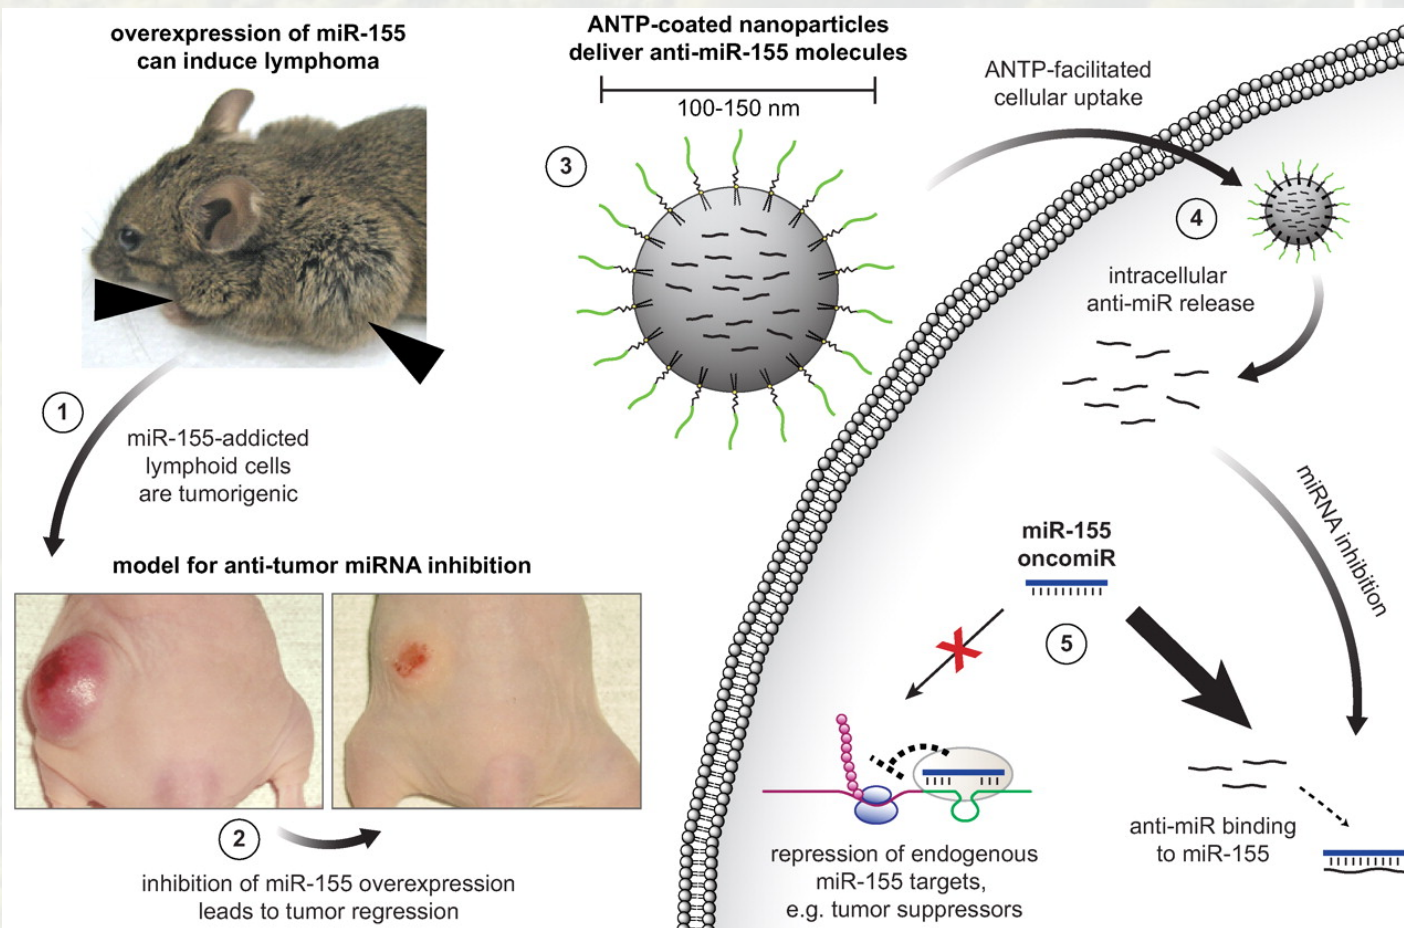 overexpression of miR-155
can induce lymphoma
1
miR-155-addicted
lymphoid cells
are tumorigenic
model for anti-tumor miRNA inhibition
2
inhibition of miR-155 overexpression
leads to tumor regression
ANTP-coated nanoparticles
deliver anti-miR-155 molecules
100-150 nm
3
ANTP-facilitated
cellular uptake
4
intracellular
anti-miR release
miRNA inhibition
miR-155
oncomiR
5
repression of endogenous
miR-155 targets,
e.g. tumor suppressors
anti-miR binding
to miR-155